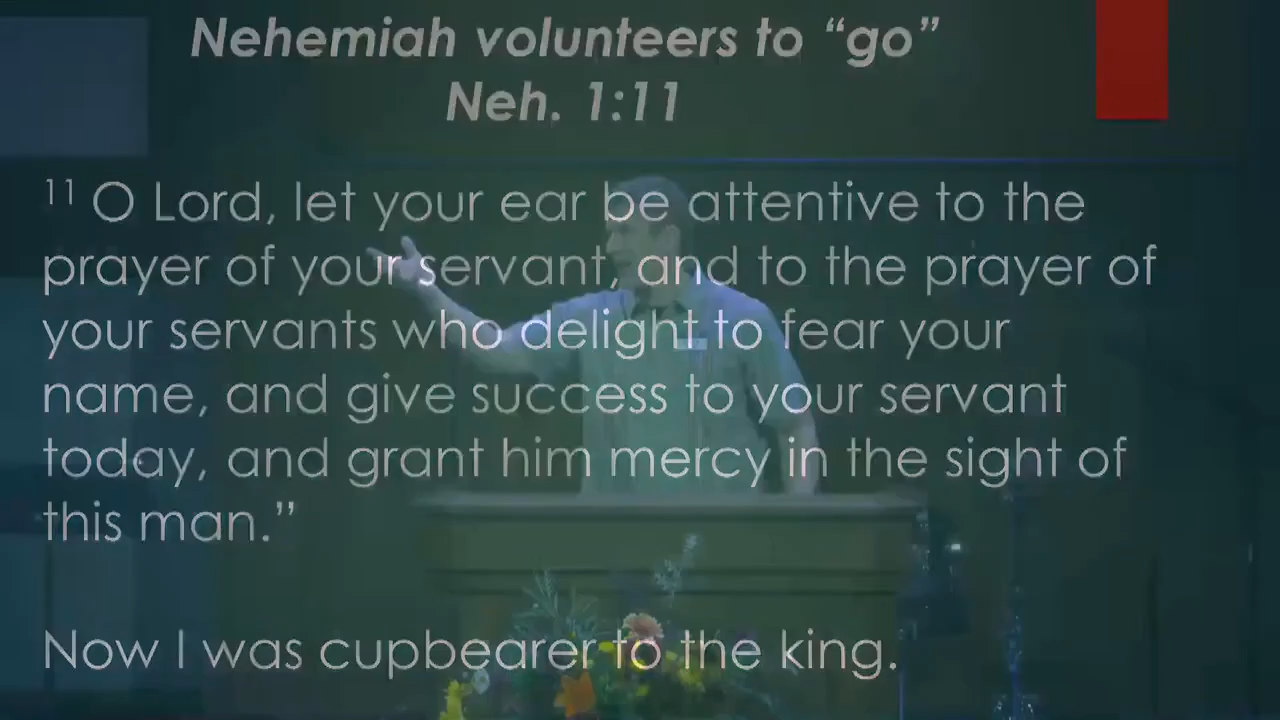 Nehemiah volunteers to “go”
Neh. 1:11
11 O Lord, let your ear be attentive to the
prayer of your servant, and to the prayer of
your servants who delight to fear your
name, and give success to your servant
today, and grant him mercy in the sight of
this man.”
Now I was cupbearer to the king.